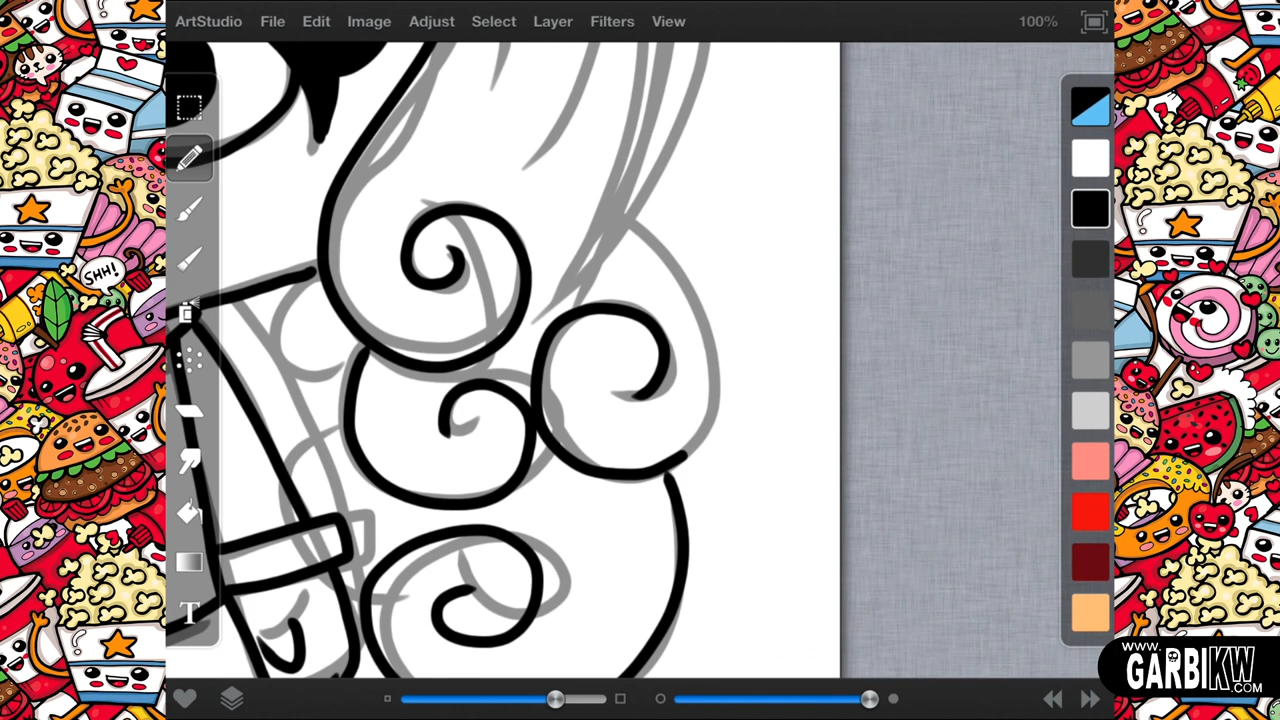 ArtStudio File Edit Image Adjust Select Layer Filters View 100%
SHH!
T
WWW.
GARBIKW
.COM